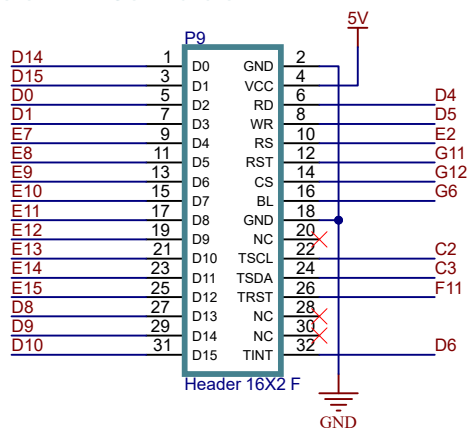 5V
P9
D14 1 D0 GND 2
D15 3 D1 VCC 4
D0 5 D2 RD 6 D4
D1 7 D3 WR 8 D5
E7 9 D4 RS 10 E2
E8 11 D5 RST 12 G11
E9 13 D6 CS 14 G12
E10 15 D7 BL 16 G6
E11 17 D8 GND 18
E12 19 D9 NC 20
E13 21 D10 TSCL 22 C2
E14 23 D11 TSDA 24 C3
E15 25 D12 TRST 26 F11
D8 27 D13 NC 28
D9 29 D14 NC 30
D10 31 D15 TINT 32 D6
Header 16X2 F
GND